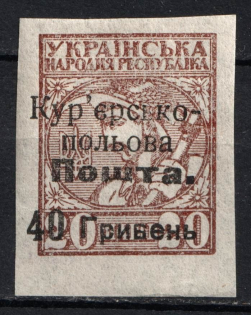 УКРАЇНСЬКА
НАРОДНЯ РЕСПУБЛІКА
Кур'єрсько-
польова
Пошта.
40 Гривень